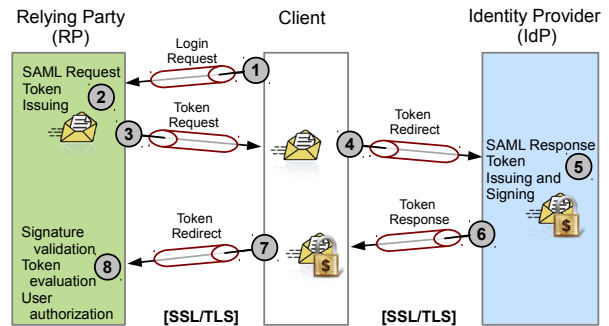 Relying Party
(RP)
Client
Identity Provider
(IdP)
Login
Request
1
SAML Request
Token
Issuing
2
3
Token
Request
4
Token
Redirect
SAML Response
Token
Issuing and
Signing
5
$
6
Token
Response
7
Token
Redirect
$
Signature
validation
Token
evaluation
User
authorization
8
[SSL/TLS]
[SSL/TLS]